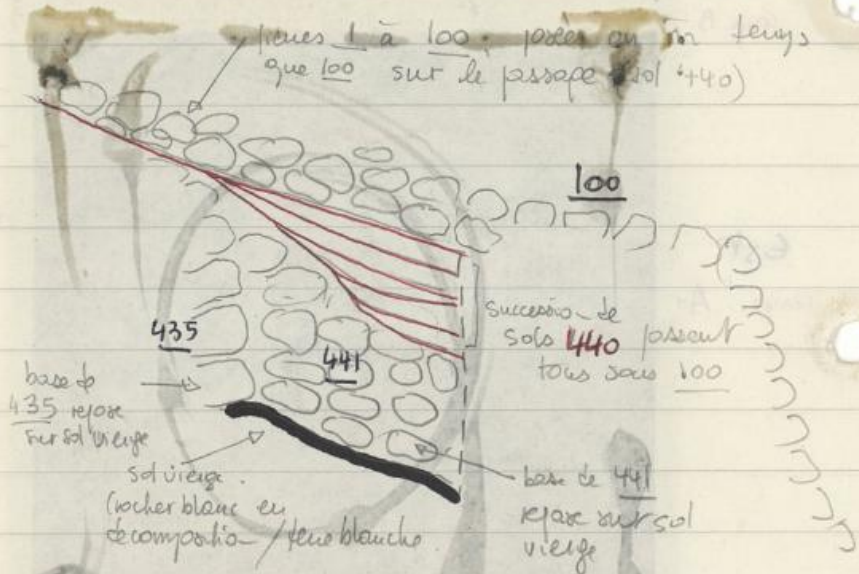 pierres 1 à 100 : posées en m̂ temps
que 100 sur le passage (sol 440)
100
succession de
sols 440 passent
tous sous 100
435
441
base de
435 repose
sur sol vierge
sol vierge.
(rocher blanc en
décomposition / terre blanche
base de 441
repose sur sol
vierge